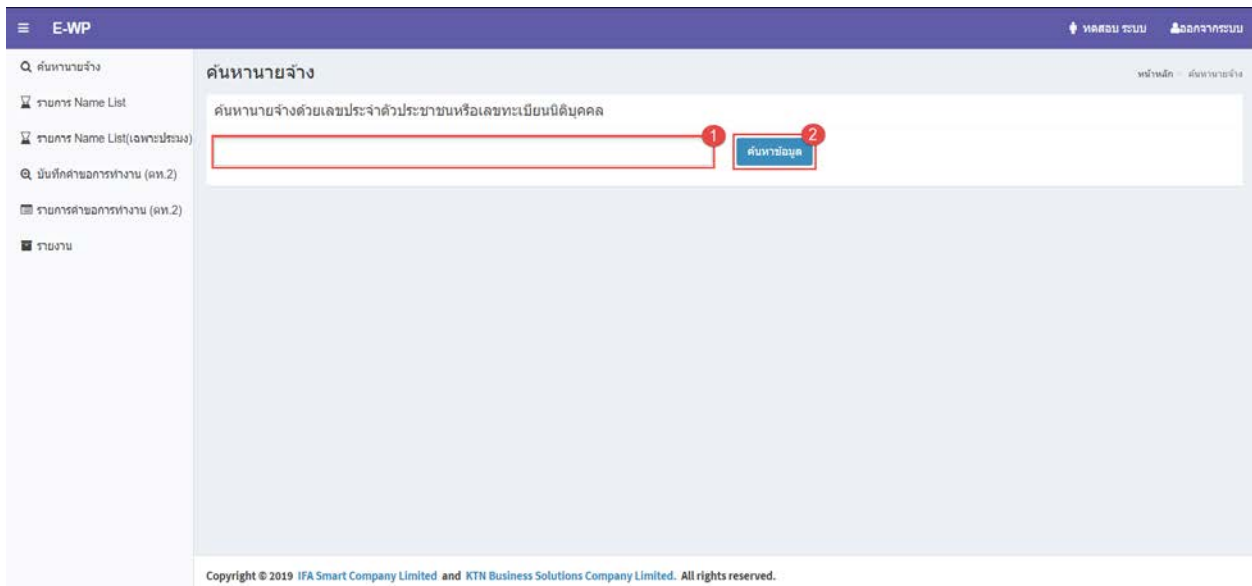 E-WP
ทดสอบ ระบบ
ออกจากระบบ
ค้นหานายจ้าง
รายการ Name List
รายการ Name List(เฉพาะประมง)
บันทึกคำขอการทำงาน (ตท.2)
รายการคำขอการทำงาน (ตท.2)
รายงาน
ค้นหานายจ้าง
หน้าหลัก
ค้นหานายจ้าง
ค้นหานายจ้างด้วยเลขประจำตัวประชาชนหรือเลขทะเบียนนิติบุคคล
1
2
ค้นหาข้อมูล
Copyright © 2019 IFA Smart Company Limited and KTN Business Solutions Company Limited. All rights reserved.